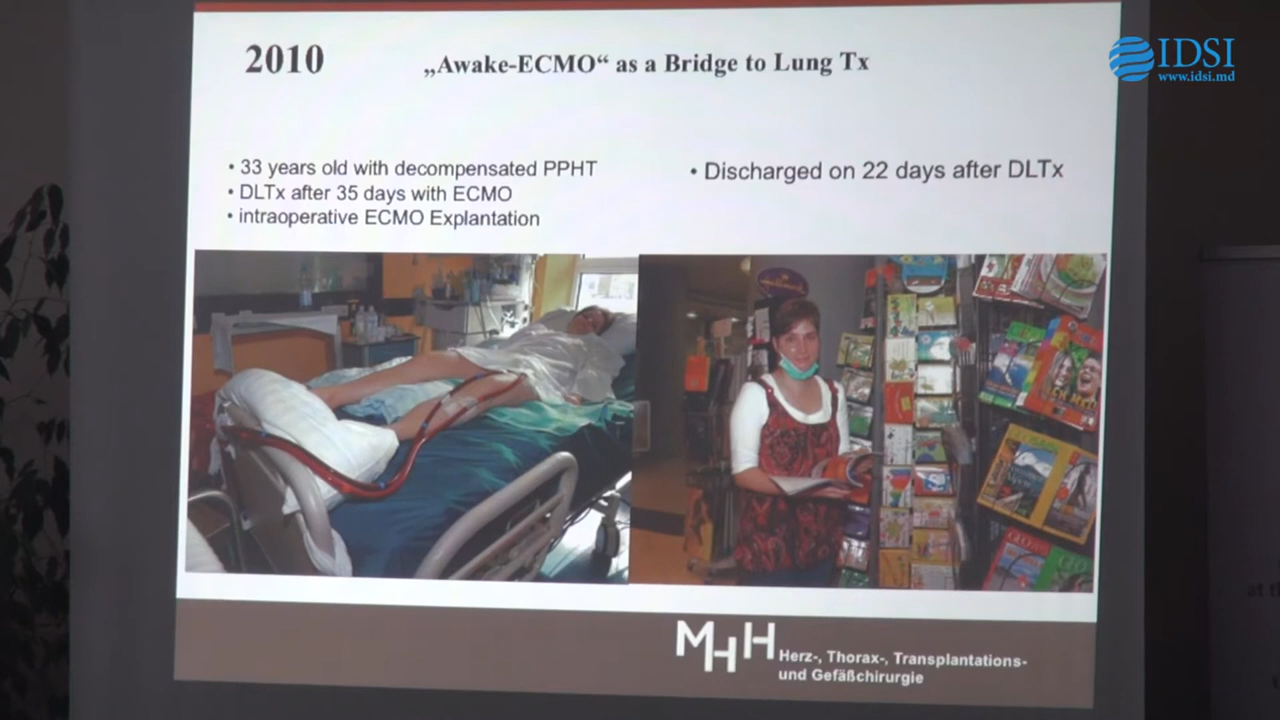 2010
„Awake-ECMO“ as a Bridge to Lung Tx
IDSI
www.idsi.md
• 33 years old with decompensated PPHT
• DLTx after 35 days with ECMO
• intraoperative ECMO Explantation
• Discharged on 22 days after DLTx
MHH
Herz-, Thorax-, Transplantations-
und Gefäßchirurgie